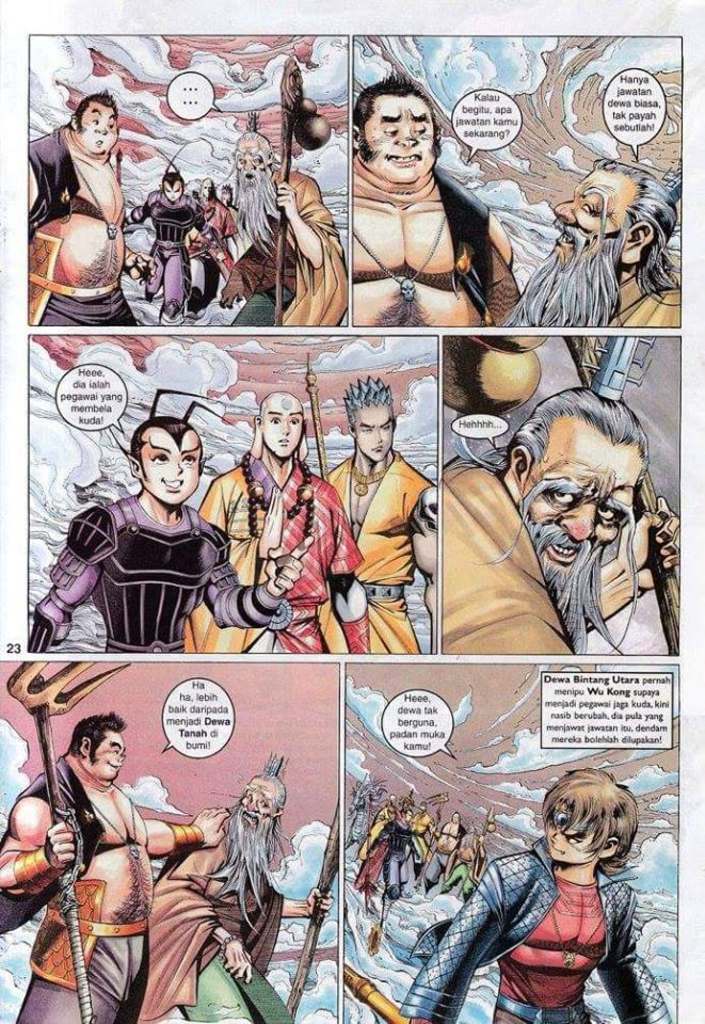 ...
...
Kalau
begitu, apa
jawatan kamu
sekarang?
Hanya
jawatan
dewa biasa,
tak payah
sebutlah!
Heee,
dia ialah
pegawai yang
membela
kuda!
Hehhhh...
23
Ha
ha, lebih
baik daripada
menjadi Dewa
Tanah di
bumi!
Heee,
dewa tak
berguna,
padan muka
kamu!
Dewa Bintang Utara pernah
menipu Wu Kong supaya
menjadi pegawai jaga kuda, kini
nasib berubah, dia pula yang
menjawat jawatan itu, dendam
mereka bolehlah dilupakan!